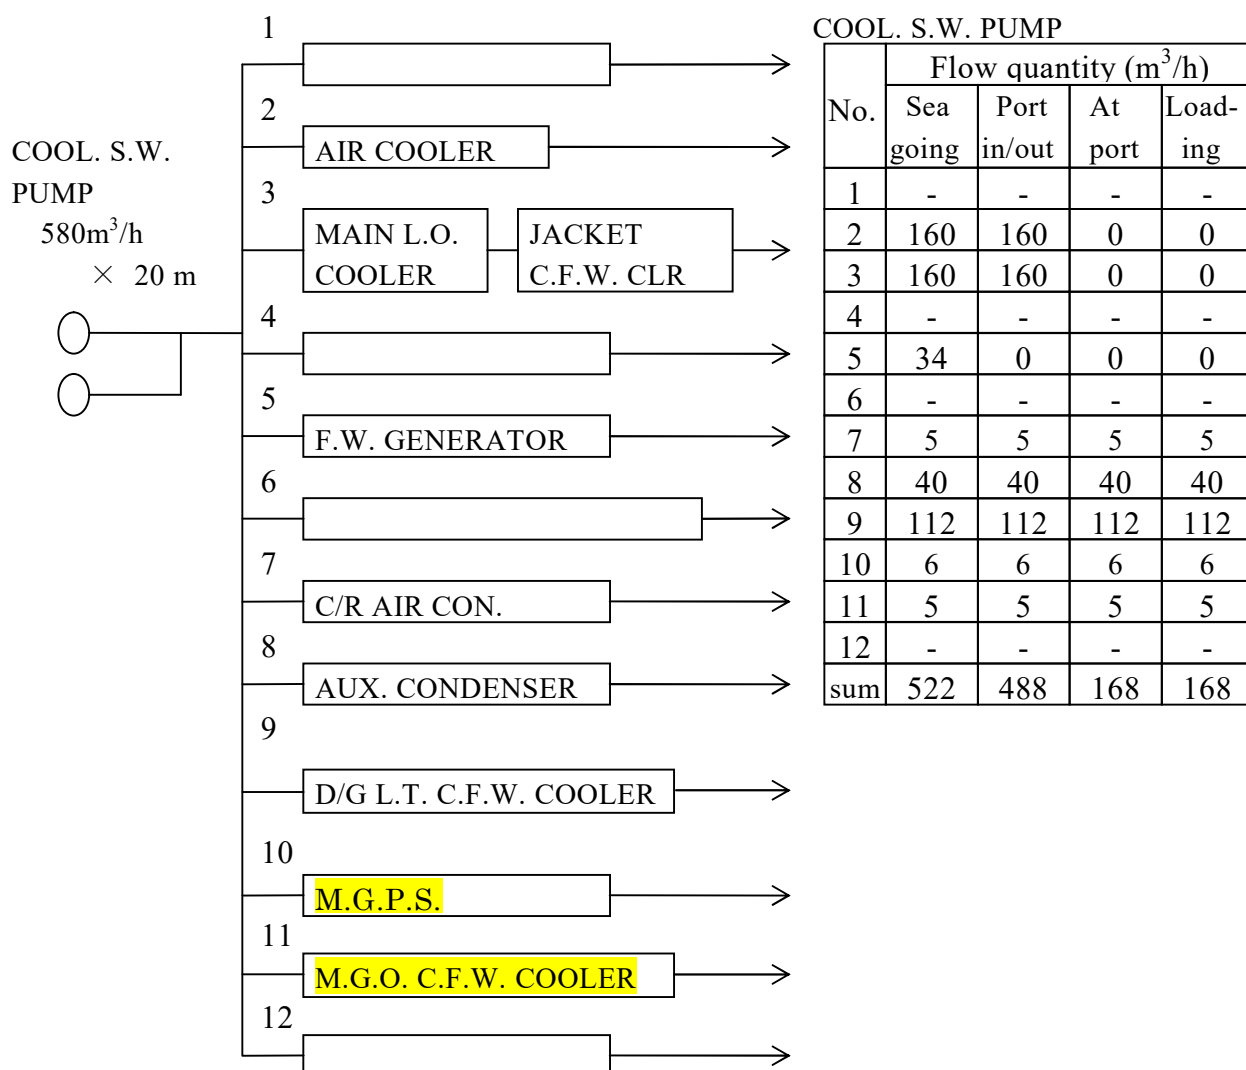 COOL. S.W.
PUMP
580m³/h
× 20 m
1
2
AIR COOLER
3
MAIN L.O.
COOLER
JACKET
C.F.W. CLR
4
5
F.W. GENERATOR
6
7
C/R AIR CON.
8
AUX. CONDENSER
9
D/G L.T. C.F.W. COOLER
10
M.G.P.S.
11
M.G.O. C.F.W. COOLER
12
COOL. S.W. PUMP
No.
Flow quantity (m³/h)
Sea
going
Port
in/out
At
port
Load-
ing
1 - - - -
2 160 160 0 0
3 160 160 0 0
4 - - - -
5 34 0 0 0
6 - - - -
7 5 5 5 5
8 40 40 40 40
9 112 112 112 112
10 6 6 6 6
11 5 5 5 5
12 - - - -
sum 522 488 168 168